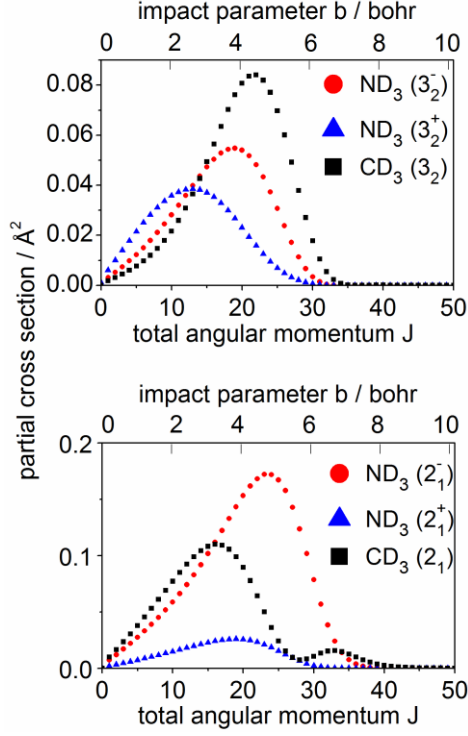 impact parameter b / bohr
0 2 4 6 8 10
ND₃ (3₂⁻)
ND₃ (3₂⁺)
CD₃ (3₂)
0.08
0.06
0.04
0.02
0.00
0 10 20 30 40 50
total angular momentum J
partial cross section / Å²
impact parameter b / bohr
0 2 4 6 8 10
ND₃ (2₁⁻)
ND₃ (2₁⁺)
CD₃ (2₁)
0.2
0.1
0.0
0 10 20 30 40 50
total angular momentum J